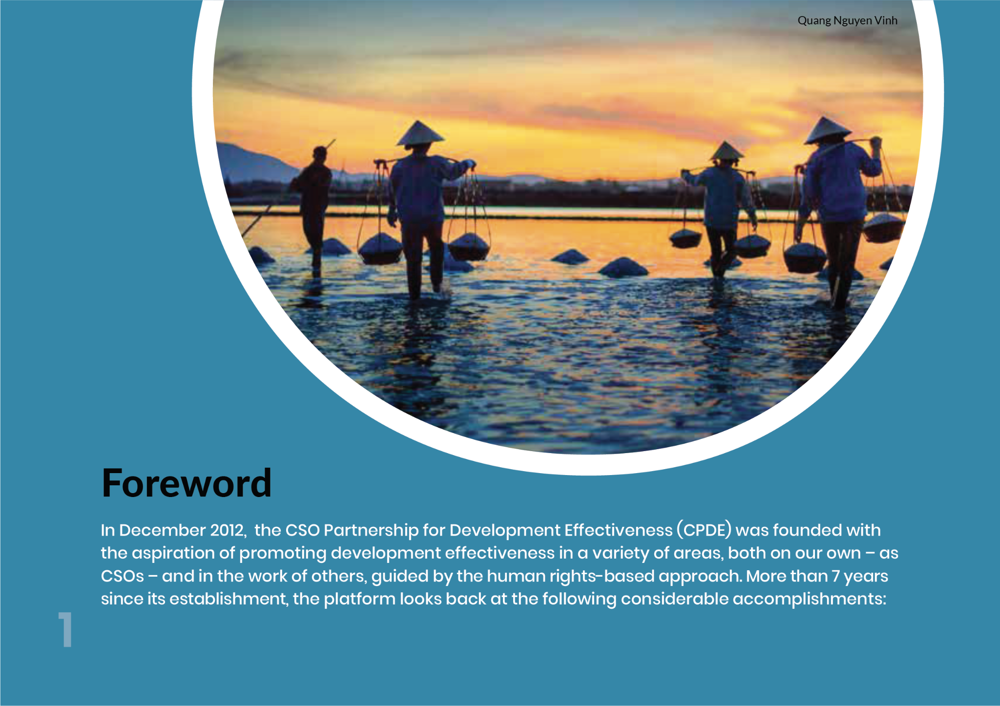 Quang Nguyen Vinh
Foreword
In December 2012, the CSO Partnership for Development Effectiveness (CPDE) was founded with
the aspiration of promoting development effectiveness in a variety of areas, both on our own – as
CSOs – and in the work of others, guided by the human rights-based approach. More than 7 years
since its establishment, the platform looks back at the following considerable accomplishments:
1